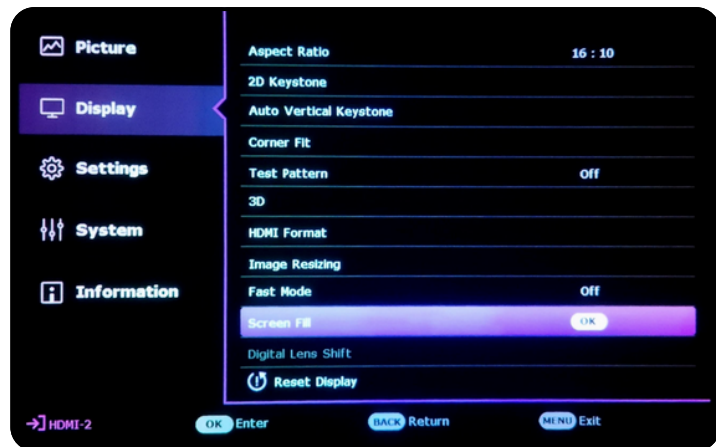 Picture
Display
Settings
System
Information
Aspect Ratio 16 : 10
2D Keystone
Auto Vertical Keystone
Corner Fit
Test Pattern Off
3D
HDMI Format
Image Resizing
Fast Mode Off
Screen Fill OK
Digital Lens Shift
Reset Display
HDMI-2 OK Enter BACK Return MENU Exit